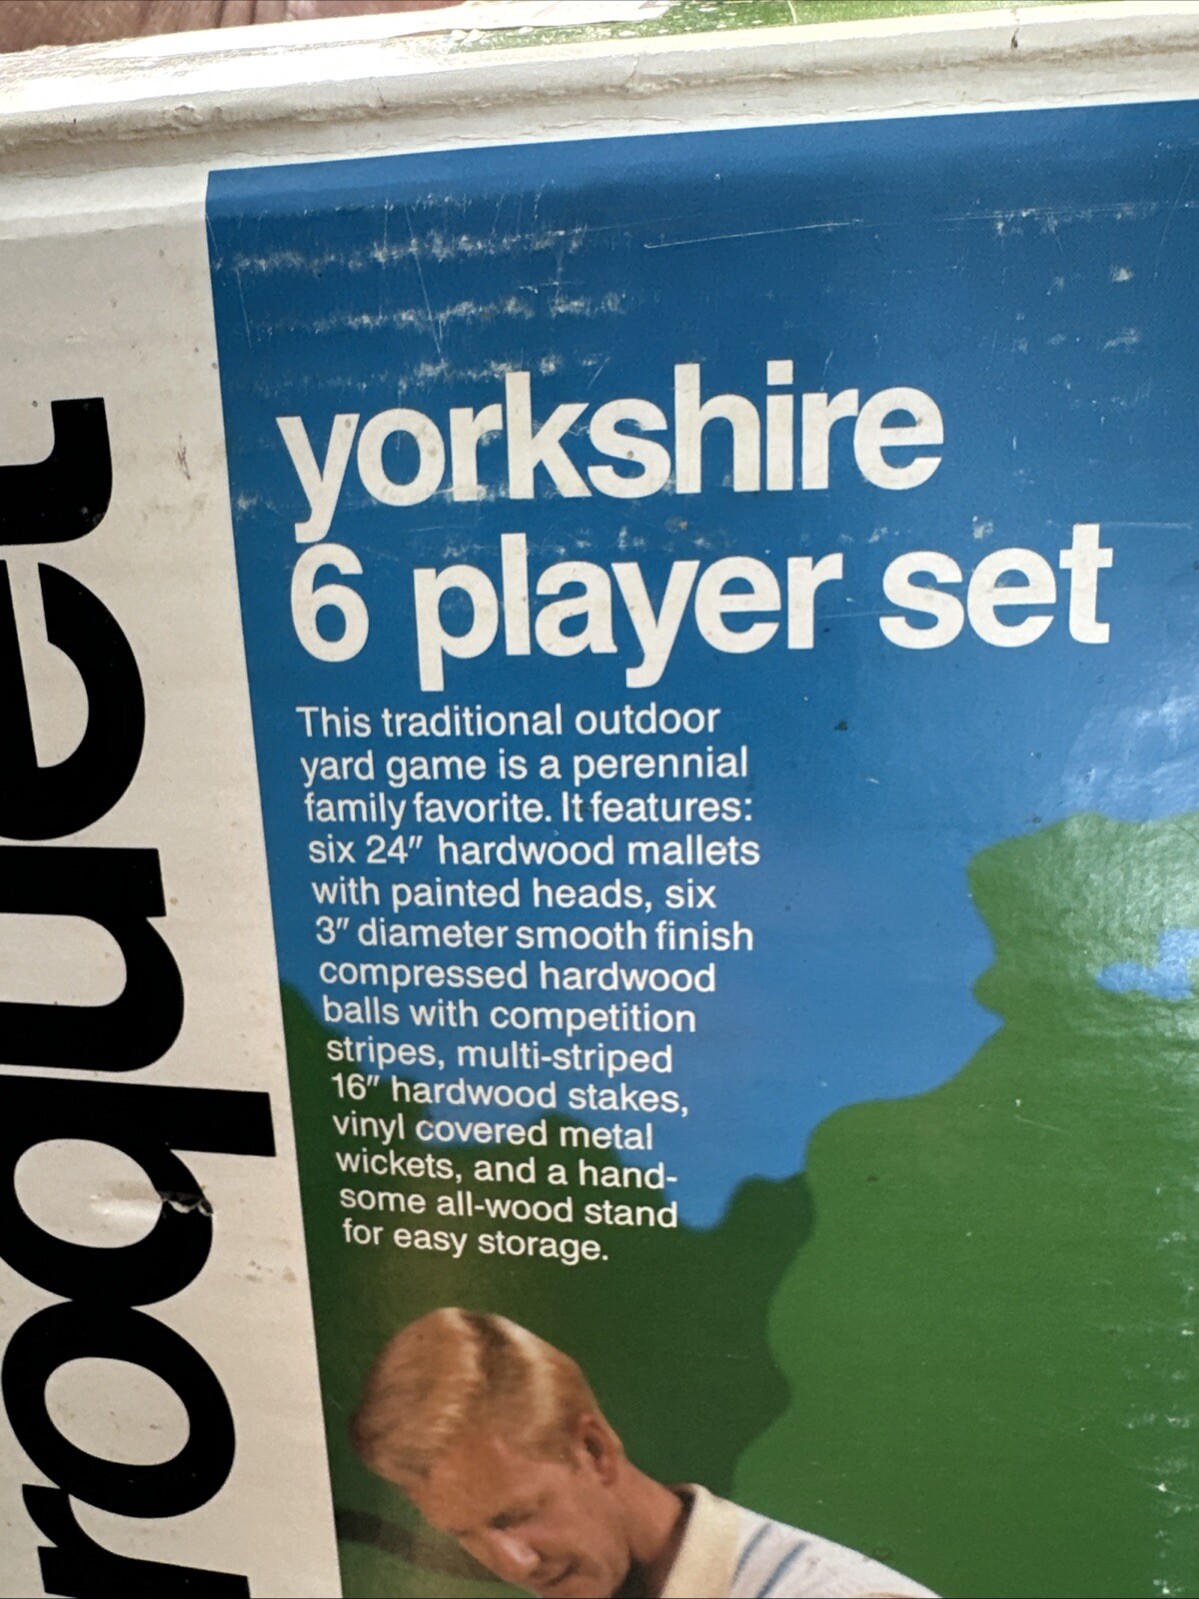 roquet
yorkshire
6 player set
This traditional outdoor
yard game is a perennial
family favorite. It features:
six 24″ hardwood mallets
with painted heads, six
3″ diameter smooth finish
compressed hardwood
balls with competition
stripes, multi-striped
16″ hardwood stakes,
vinyl covered metal
wickets, and a hand-
some all-wood stand
for easy storage.